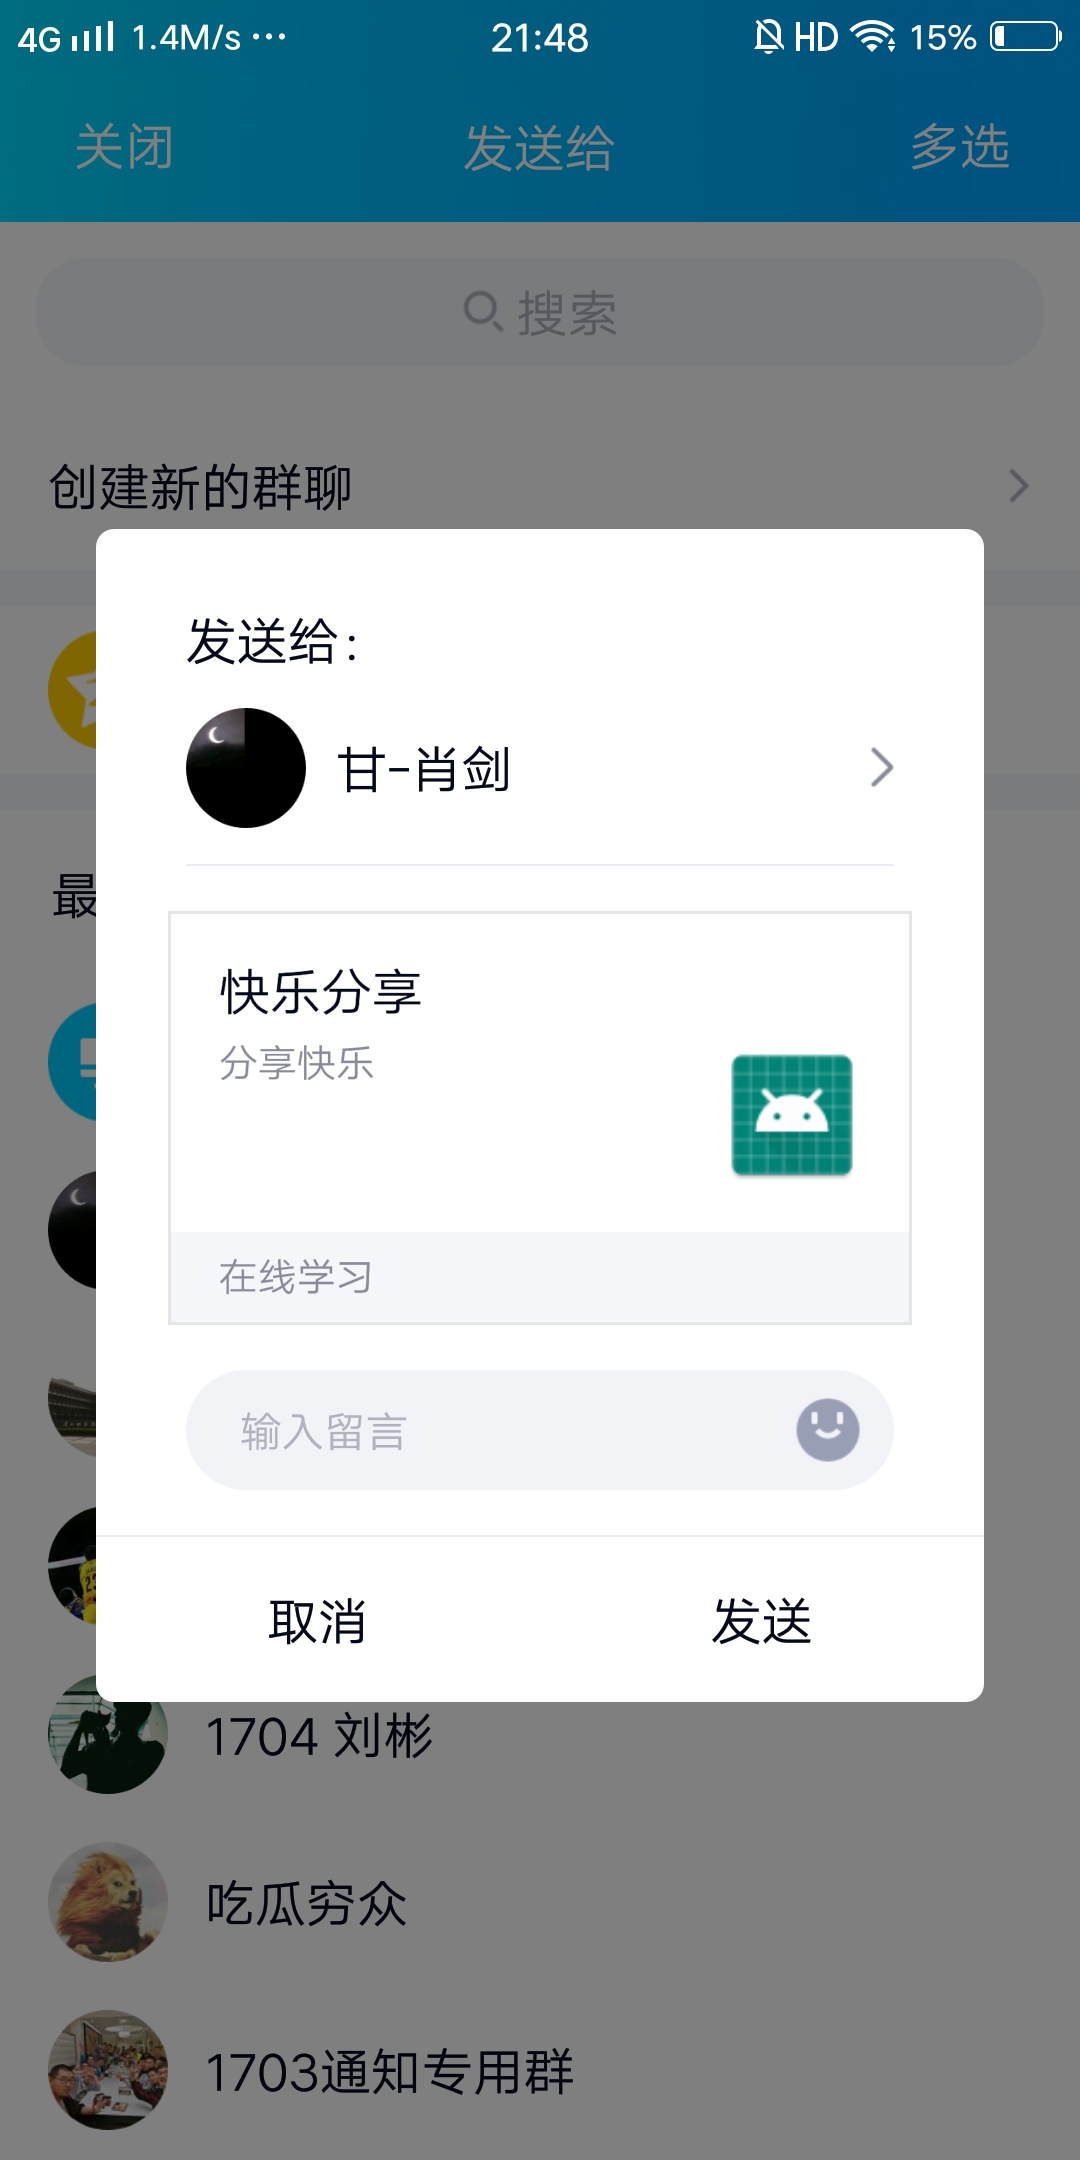 4G 1.4M/s ··· 21:48 HD 15%
关闭 发送给 多选
搜索
创建新的群聊
发送给:
甘-肖剑
最
快乐分享
分享快乐
在线学习
输入留言
取消 发送
1704 刘彬
吃瓜穷众
1703通知专用群